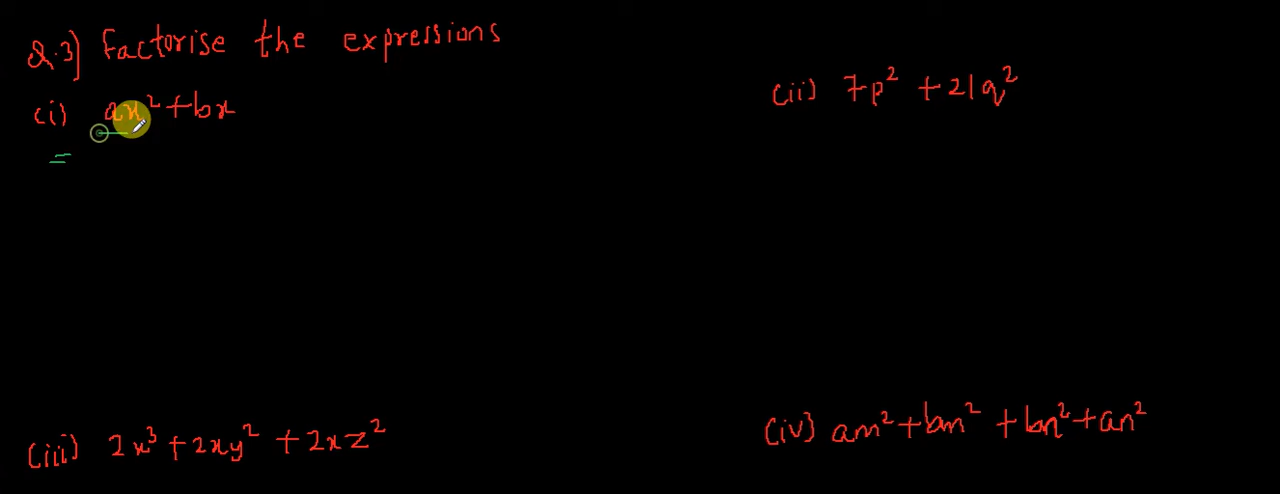 Q.3] Factorise the expressions
(i) ax² + bx
=
(ii) 7p² + 21q²
(iii) 2x³ + 2xy² + 2xz²
(iv) am² + bm² + bn² + an²